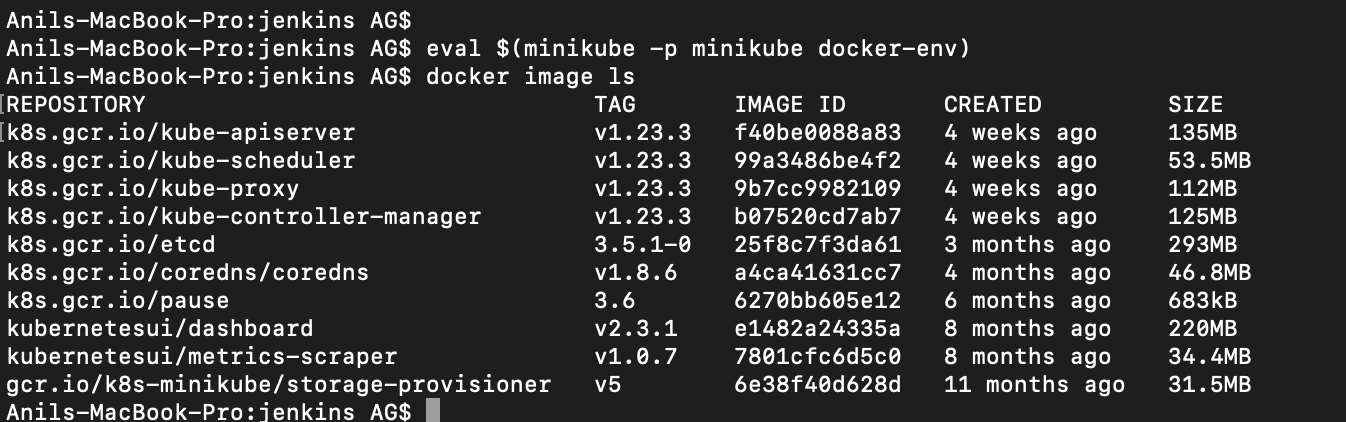 Anils-MacBook-Pro:jenkins AG$
Anils-MacBook-Pro:jenkins AG$ eval $(minikube -p minikube docker-env)
Anils-MacBook-Pro:jenkins AG$ docker image ls
REPOSITORY TAG IMAGE ID CREATED SIZE
k8s.gcr.io/kube-apiserver v1.23.3 f40be0088a83 4 weeks ago 135MB
k8s.gcr.io/kube-scheduler v1.23.3 99a3486be4f2 4 weeks ago 53.5MB
k8s.gcr.io/kube-proxy v1.23.3 9b7cc9982109 4 weeks ago 112MB
k8s.gcr.io/kube-controller-manager v1.23.3 b07520cd7ab7 4 weeks ago 125MB
k8s.gcr.io/etcd 3.5.1-0 25f8c7f3da61 3 months ago 293MB
k8s.gcr.io/coredns/coredns v1.8.6 a4ca41631cc7 4 months ago 46.8MB
k8s.gcr.io/pause 3.6 6270bb605e12 6 months ago 683kB
kubernetesui/dashboard v2.3.1 e1482a24335a 8 months ago 220MB
kubernetesui/metrics-scraper v1.0.7 7801cfc6d5c0 8 months ago 34.4MB
gcr.io/k8s-minikube/storage-provisioner v5 6e38f40d628d 11 months ago 31.5MB
Anils-MacBook-Pro:jenkins AG$